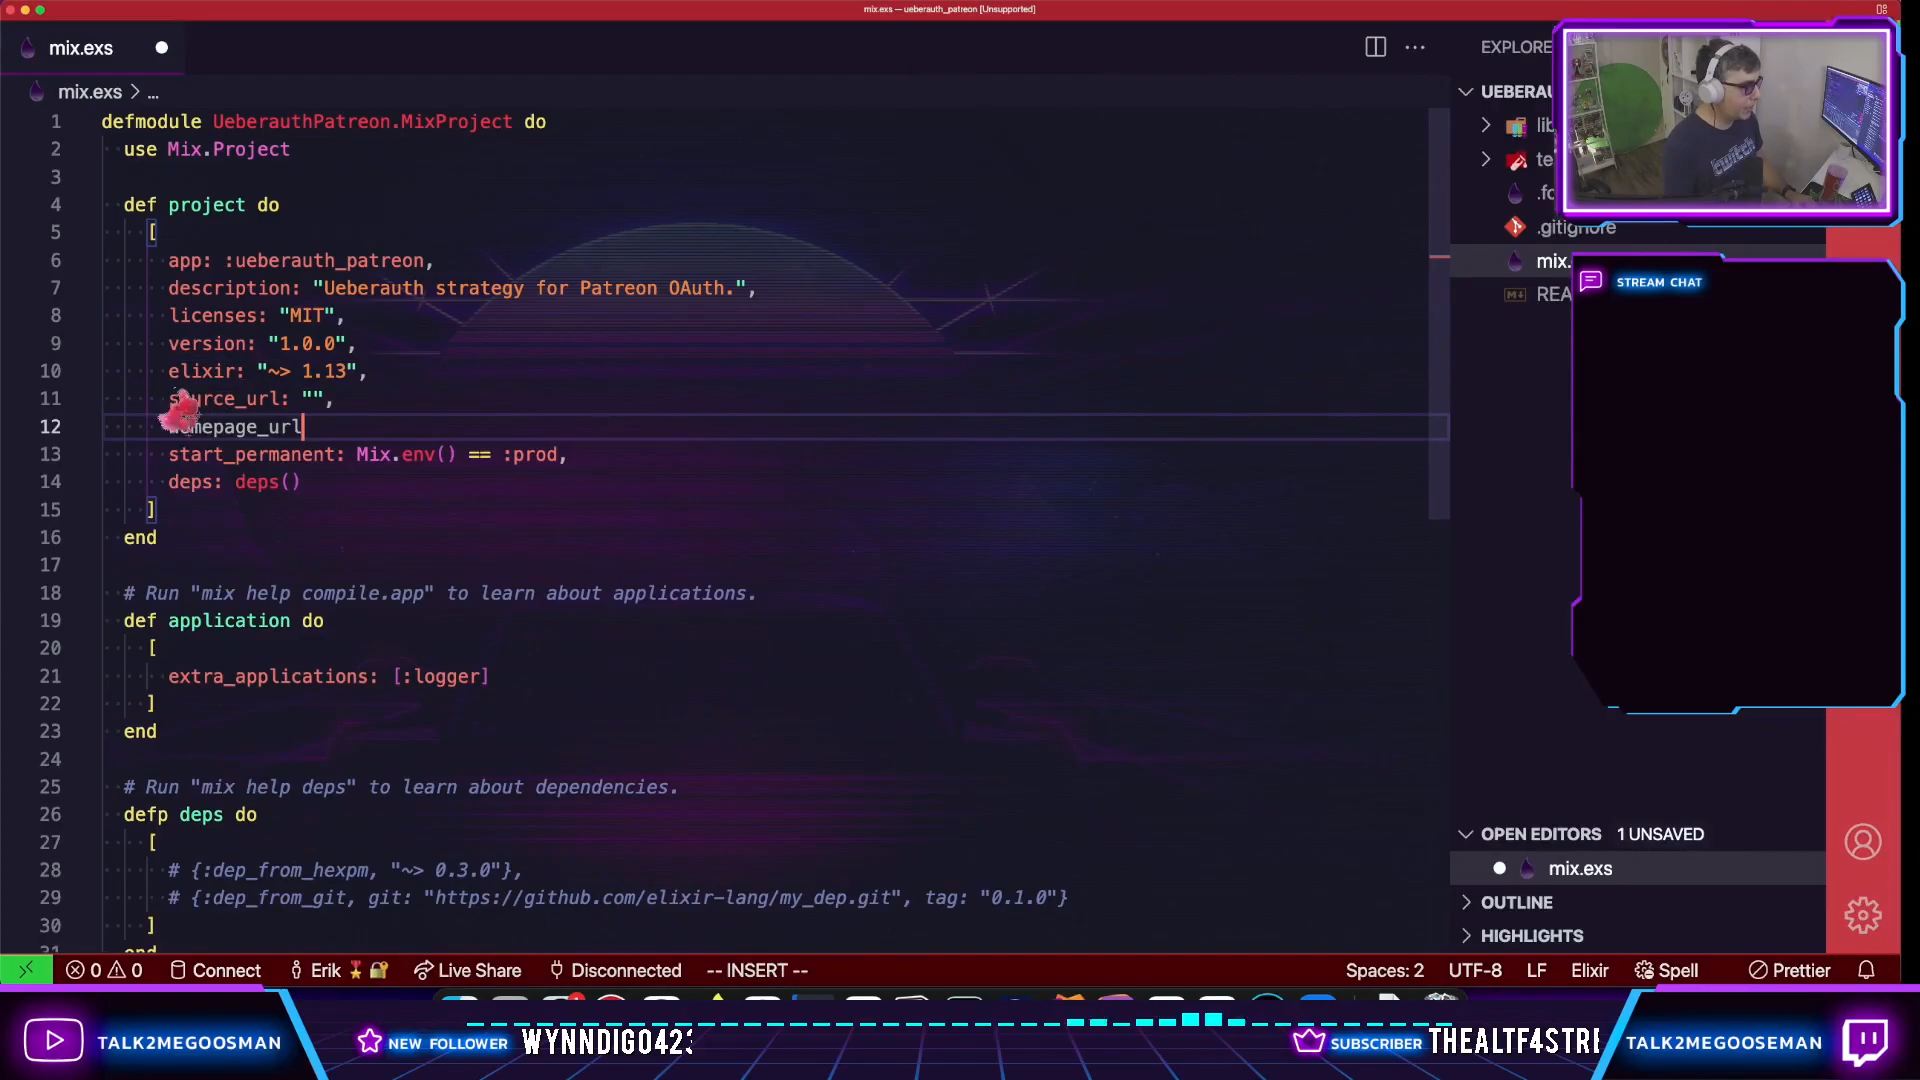 mix.exs — ueberauth_patreon [Unsupported]
mix.exs
EXPLORE
mix.exs > ...
UEBERAU
1 defmodule UeberauthPatreon.MixProject do
2 use Mix.Project
3
4 def project do
5 [
6 app: :ueberauth_patreon,
7 description: "Ueberauth strategy for Patreon OAuth.",
8 licenses: "MIT",
9 version: "1.0.0",
10 elixir: "~> 1.13",
11 source_url: "",
12 homepage_url
13 start_permanent: Mix.env() == :prod,
14 deps: deps()
15 ]
16 end
17
18 # Run "mix help compile.app" to learn about applications.
19 def application do
20 [
21 extra_applications: [:logger]
22 ]
23 end
24
25 # Run "mix help deps" to learn about dependencies.
26 defp deps do
27 [
28 # {:dep_from_hexpm, "~> 0.3.0"},
29 # {:dep_from_git, git: "https://github.com/elixir-lang/my_dep.git", tag: "0.1.0"}
30 ]
31 end
lib
te
.fo
.gitignore
mix.
REA
twitch
STREAM CHAT
OPEN EDITORS 1 UNSAVED
mix.exs
OUTLINE
HIGHLIGHTS
0 0 Connect Erik Live Share Disconnected -- INSERT -- Spaces: 2 UTF-8 LF Elixir Spell Prettier
TALK2MEGOOSMAN NEW FOLLOWER WYNNDIGO423 SUBSCRIBER THEALTF4STRE TALK2MEGOOSEMAN